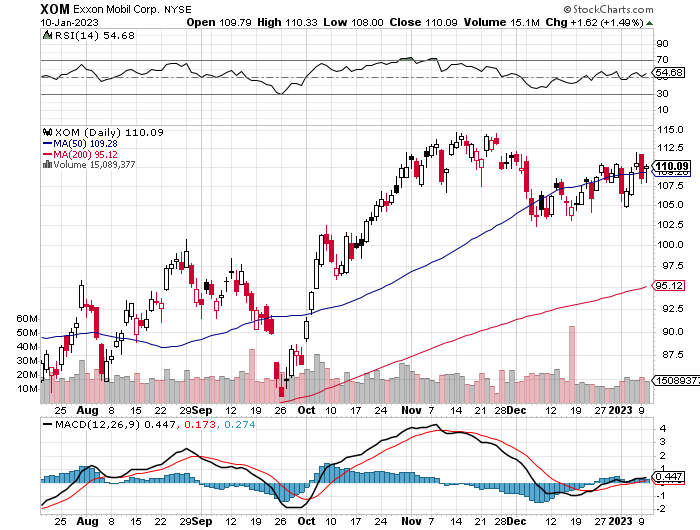 XOM Exxon Mobil Corp. NYSE © StockCharts.com
10-Jan-2023 Open 109.79 High 110.33 Low 108.00 Close 110.09 Volume 15.1M Chg +1.62 (+1.49%)
RSI(14) 54.68
90
70
54.68
50
30
10
XOM (Daily) 110.09
MA(50) 109.28
MA(200) 95.12
Volume 15,089,377
115.0
112.5
110.09
109.28
107.5
105.0
102.5
100.0
97.5
95.12
92.5
90.0
87.5
15089377
60M
50M
40M
30M
20M
10M
25 Aug 8 15 22 29 Sep 12 19 26 Oct 10 17 24 Nov 7 14 21 28 Dec 12 19 27 2023 9
MACD(12,26,9) 0.447, 0.173, 0.274
4
3
2
1
0.447
-1
-2
25 Aug 8 15 22 29 Sep 12 19 26 Oct 10 17 24 Nov 7 14 21 28 Dec 12 19 27 2023 9